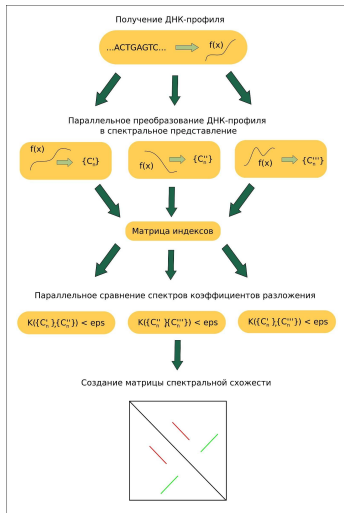 Получение ДНК-профиля
...ACTGAGTC... f(x)
Параллельное преобразование ДНК-профиля
в спектральное представление
f(x) {C'ₙ} f(x) {C''ₙ} f(x) {C'''ₙ}
Матрица индексов
Параллельное сравнение спектров коэффициентов разложения
K({C'ₙ},{C''ₙ}) < eps K({C''ₙ},{C'''ₙ}) < eps K({C'ₙ},{C'''ₙ}) < eps
Создание матрицы спектральной схожести